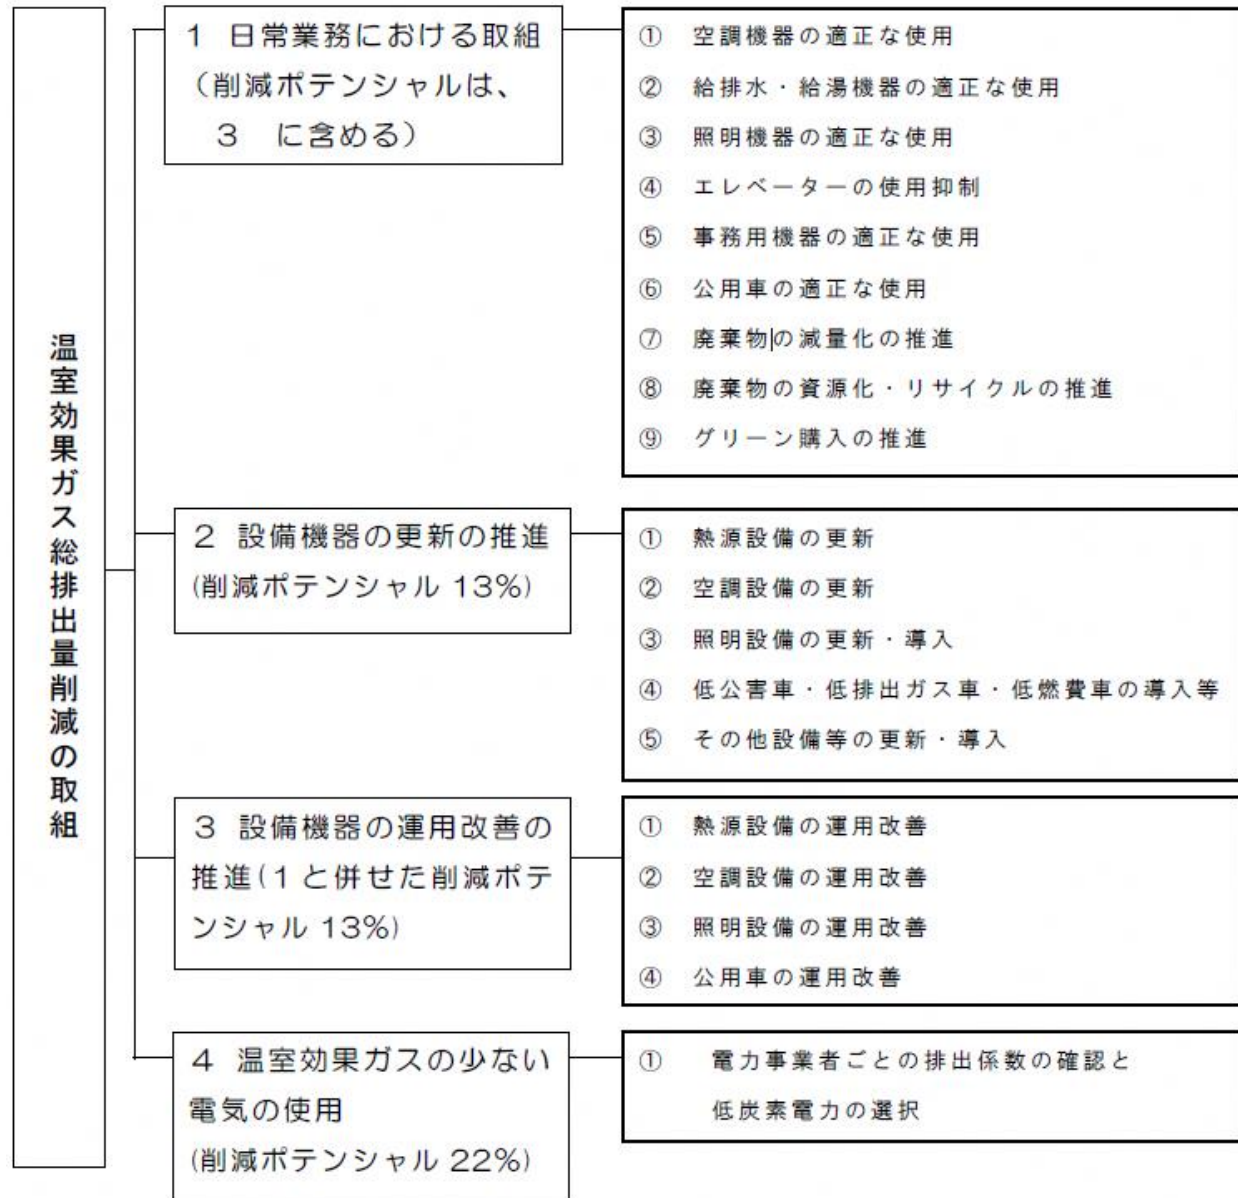 温室効果ガス総排出量削減の取組
1 日常業務における取組
（削減ポテンシャルは、
3 に含める）
① 空調機器の適正な使用
② 給排水・給湯機器の適正な使用
③ 照明機器の適正な使用
④ エレベーターの使用抑制
⑤ 事務用機器の適正な使用
⑥ 公用車の適正な使用
⑦ 廃棄物の減量化の推進
⑧ 廃棄物の資源化・リサイクルの推進
⑨ グリーン購入の推進
2 設備機器の更新の推進
(削減ポテンシャル 13%)
① 熱源設備の更新
② 空調設備の更新
③ 照明設備の更新・導入
④ 低公害車・低排出ガス車・低燃費車の導入等
⑤ その他設備等の更新・導入
3 設備機器の運用改善の
推進(1と併せた削減ポテ
ンシャル 13%)
① 熱源設備の運用改善
② 空調設備の運用改善
③ 照明設備の運用改善
④ 公用車の運用改善
4 温室効果ガスの少ない
電気の使用
(削減ポテンシャル 22%)
① 電力事業者ごとの排出係数の確認と
低炭素電力の選択